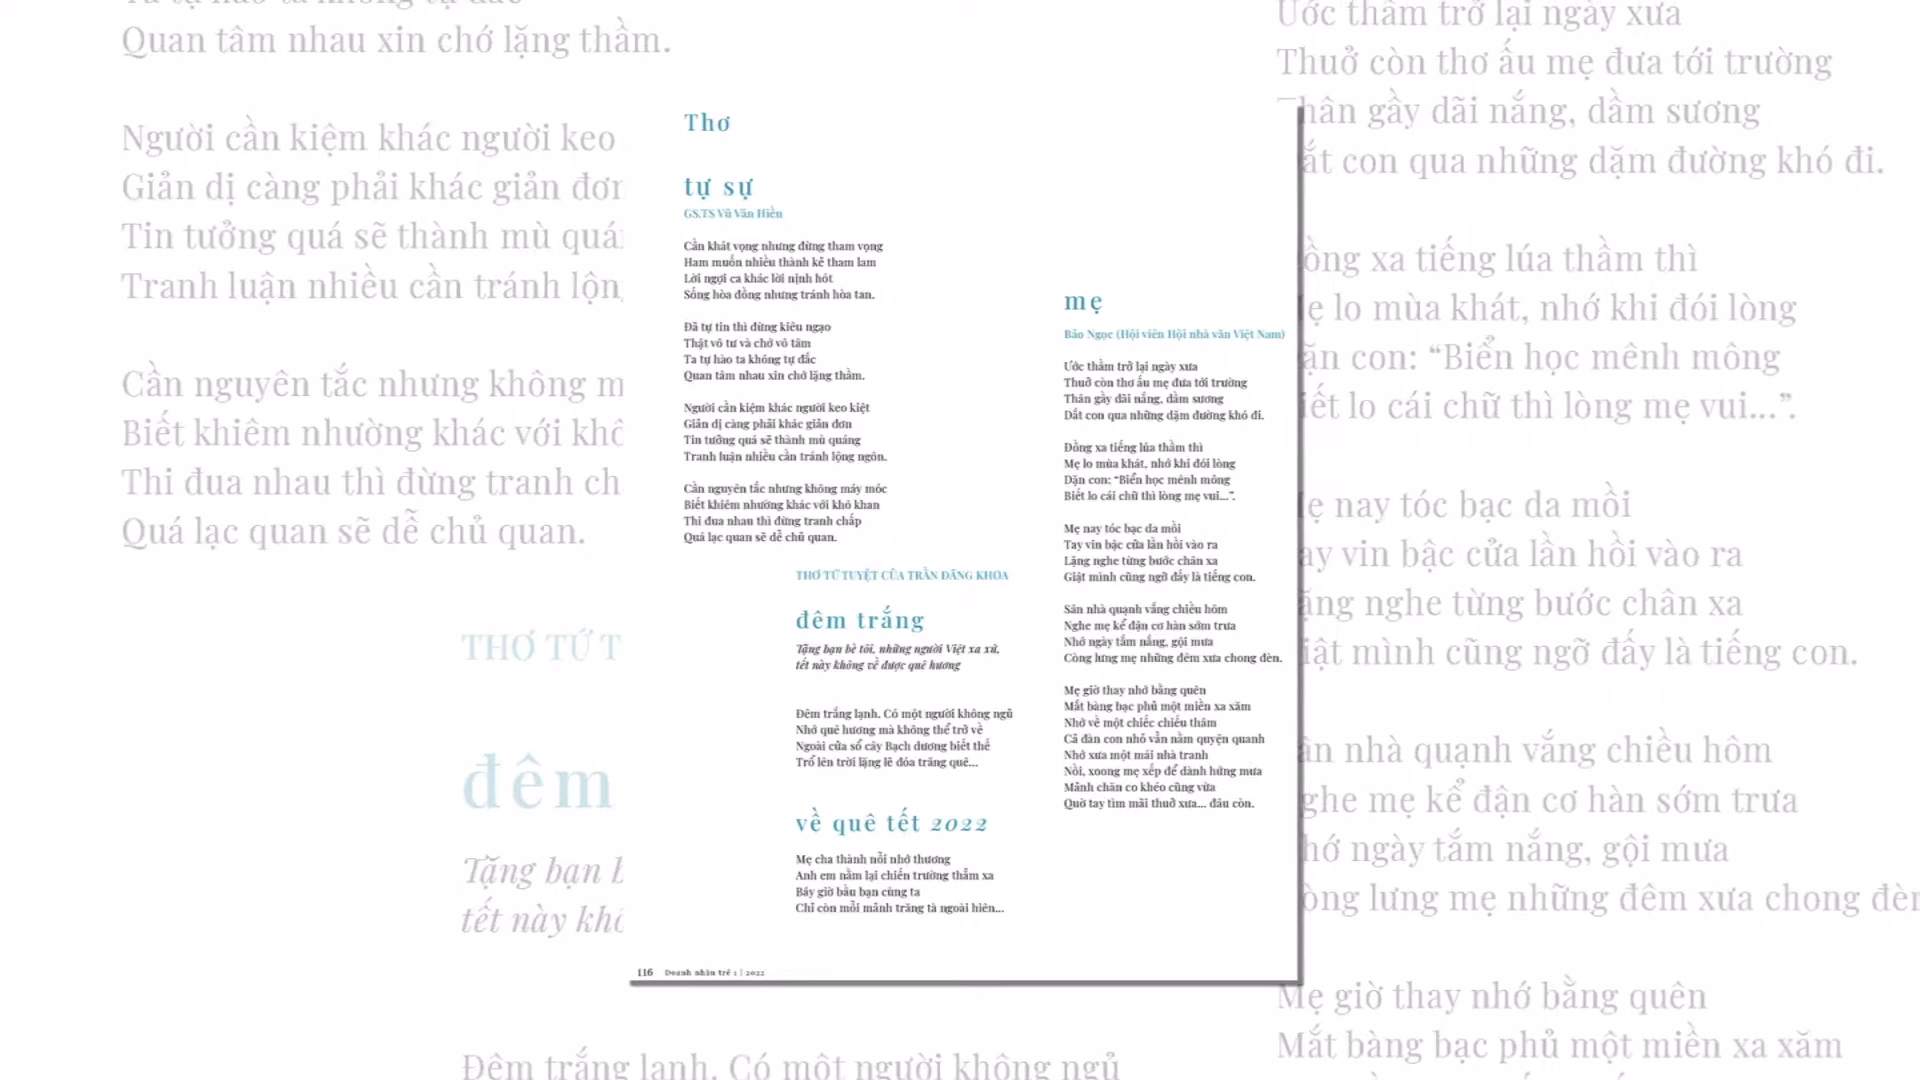 Ta tự hào ta không tự đắc
Quan tâm nhau xin chớ lặng thầm.
Người cần kiệm khác người keo
Giản dị càng phải khác giản đơn
Tin tưởng quá sẽ thành mù
Tranh luận nhiều cần tránh
Cần nguyên tắc nhưng không
Biết khiêm nhường khác với
Thi đua nhau thì đừng tranh
Quá lạc quan sẽ dễ chủ quan.
THƠ TỨ
đêm
Tặng bạn
tết này
Đêm trắng lạnh. Có một người không ngủ
Thơ
tự sự
GS.TS Vũ Văn Hiền
Cần khát vọng nhưng đừng tham vọng
Ham muốn nhiều thành kẻ tham lam
Lời ngợi ca khác lời nịnh hót
Sống hòa đồng nhưng tránh hòa tan.
Đã tự tin thì đừng kiêu ngạo
Thật vô tư và chớ vô tâm
Ta tự hào ta không tự đắc
Quan tâm nhau xin chớ lặng thầm.
Người cần kiệm khác người keo kiệt
Giản dị càng phải khác giản đơn
Tin tưởng quá sẽ thành mù quáng
Tranh luận nhiều cần tránh lộng ngôn.
Cần nguyên tắc nhưng không máy móc
Biết khiêm nhường khác với khô khan
Thi đua nhau thì đừng tranh chấp
Quá lạc quan sẽ dễ chủ quan.
THƠ TỨ TUYỆT CỦA TRẦN ĐĂNG KHOA
đêm trắng
Tặng bạn bè tôi, những người Việt xa xứ,
tết này không về được quê hương
Đêm trắng lạnh. Có một người không ngủ
Nhớ quê hương mà không thể trở về
Ngoài cửa sổ cây Bạch dương biết thế
Trổ lên trời lặng lẽ đóa trăng quê...
về quê tết 2022
Mẹ cha thành nỗi nhớ thương
Anh em nằm lại chiến trường thẳm xa
Bây giờ bầu bạn cùng ta
Chỉ còn mỗi mảnh trăng tà ngoài hiên...
mẹ
Bảo Ngọc (Hội viên Hội nhà văn Việt Nam)
Ước thầm trở lại ngày xưa
Thuở còn thơ ấu mẹ đưa tới trường
Thân gầy dãi nắng, dầm sương
Dắt con qua những dặm đường khó đi.
Đồng xa tiếng lúa thầm thì
Mẹ lo mùa khát, nhớ khi đói lòng
Dặn con: “Biển học mênh mông
Biết lo cái chữ thì lòng mẹ vui...”.
Mẹ nay tóc bạc da mồi
Tay vin bậc cửa lần hồi vào ra
Lặng nghe từng bước chân xa
Giật mình cũng ngỡ đấy là tiếng con.
Sân nhà quạnh vắng chiều hôm
Nghe mẹ kể đận cơ hàn sớm trưa
Nhớ ngày tắm nắng, gội mưa
Còng lưng mẹ những đêm xưa chong đèn.
Mẹ giờ thay nhớ bằng quên
Mắt bàng bạc phủ một miền xa xăm
Nhớ về một chiếc chiếu thâm
Cả đàn con nhỏ vẫn nằm quyện quanh
Nhớ xưa một mái nhà tranh
Nồi, xoong mẹ xếp để dành hứng mưa
Mảnh chăn co khéo cũng vừa
Quờ tay tìm mãi thuở xưa... đâu còn.
116 Doanh nhân trẻ 1 | 2022
Ước thầm trở lại ngày xưa
Thuở còn thơ ấu mẹ đưa tới trường
Thân gầy dãi nắng, dầm sương
ắt con qua những dặm đường khó đi.
ồng xa tiếng lúa thầm thì
ẹ lo mùa khát, nhớ khi đói lòng
ặn con: “Biển học mênh mông
iết lo cái chữ thì lòng mẹ vui...”.
ẹ nay tóc bạc da mồi
ay vin bậc cửa lần hồi vào ra
ặng nghe từng bước chân xa
iật mình cũng ngỡ đấy là tiếng con.
ân nhà quạnh vắng chiều hôm
ghe mẹ kể đận cơ hàn sớm trưa
hớ ngày tắm nắng, gội mưa
òng lưng mẹ những đêm xưa chong đèn
Mẹ giờ thay nhớ bằng quên
Mắt bàng bạc phủ một miền xa xăm